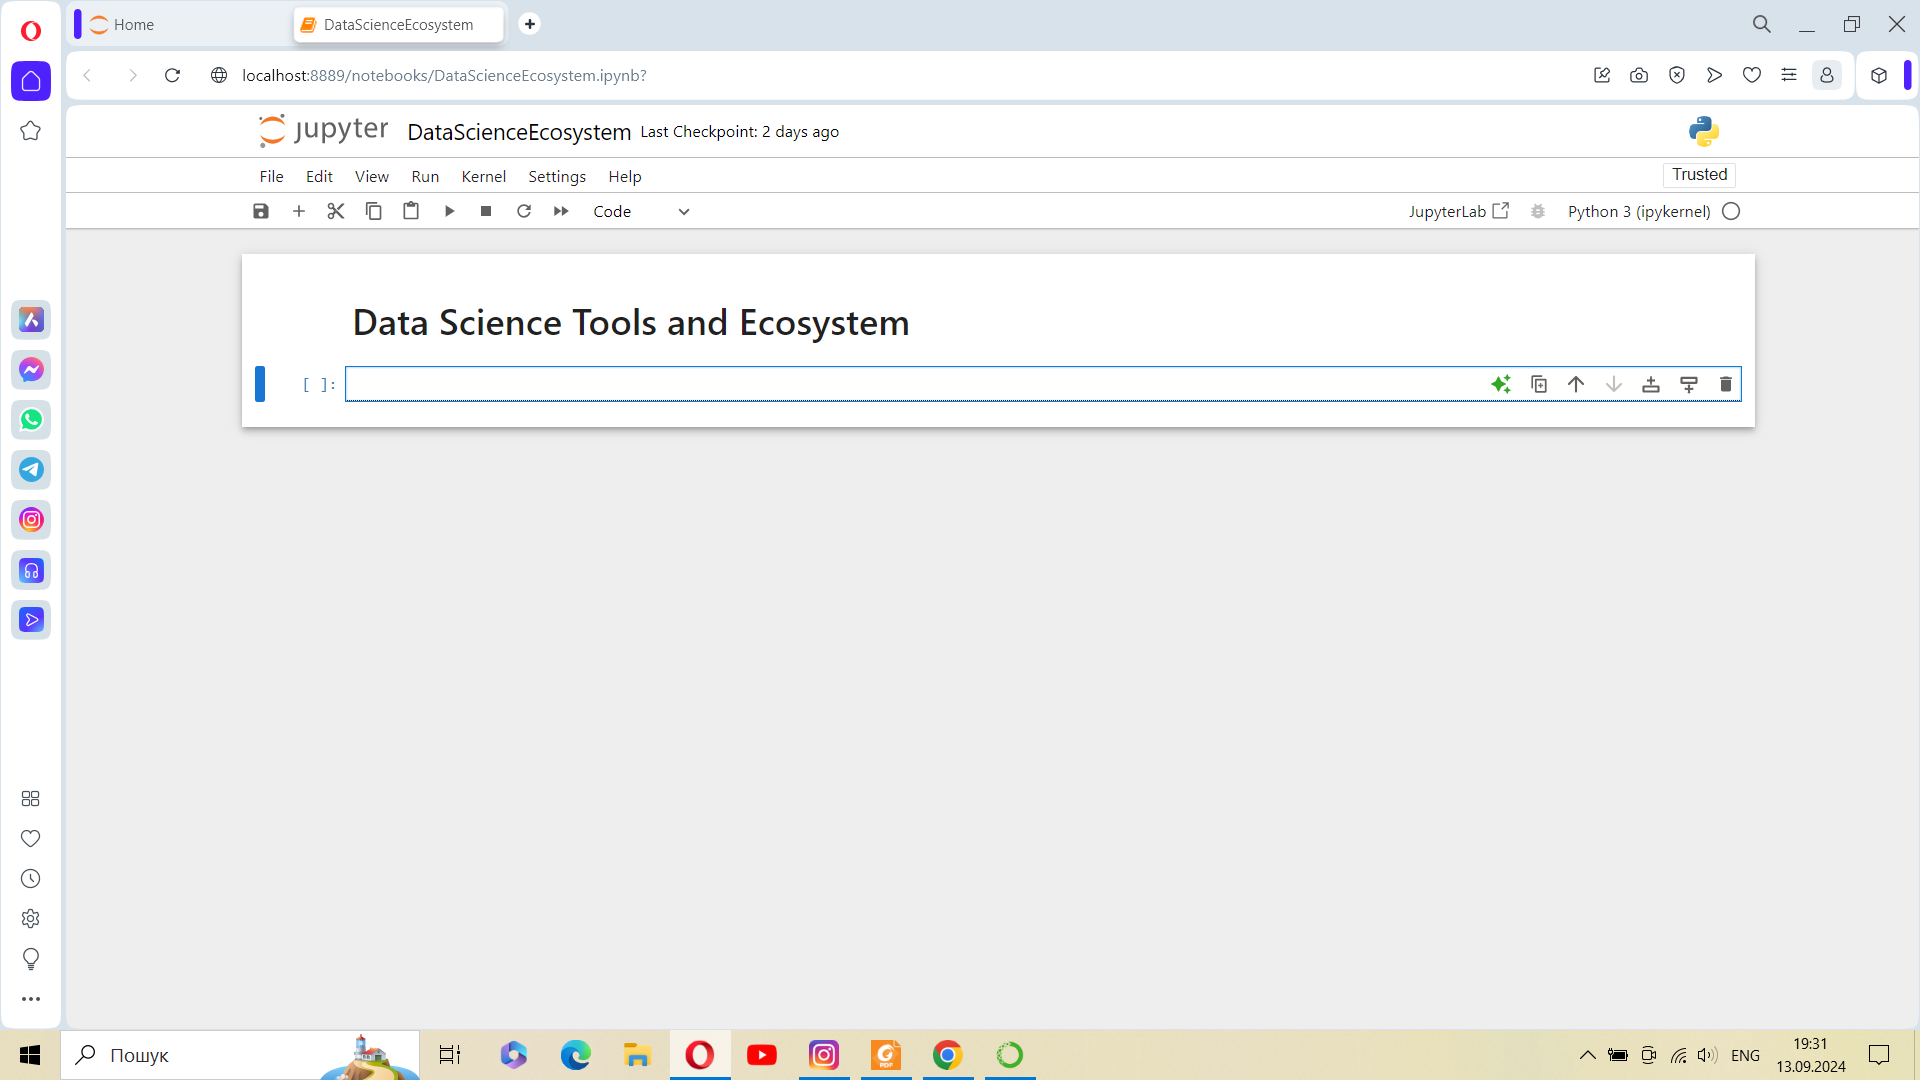 Home
DataScienceEcosystem
localhost:8889/notebooks/DataScienceEcosystem.ipynb?
jupyter DataScienceEcosystem Last Checkpoint: 2 days ago
File Edit View Run Kernel Settings Help
Trusted
Code
JupyterLab
Python 3 (ipykernel)
Data Science Tools and Ecosystem
[ ]:
Пошук
PDF
ENG
19:31
13.09.2024